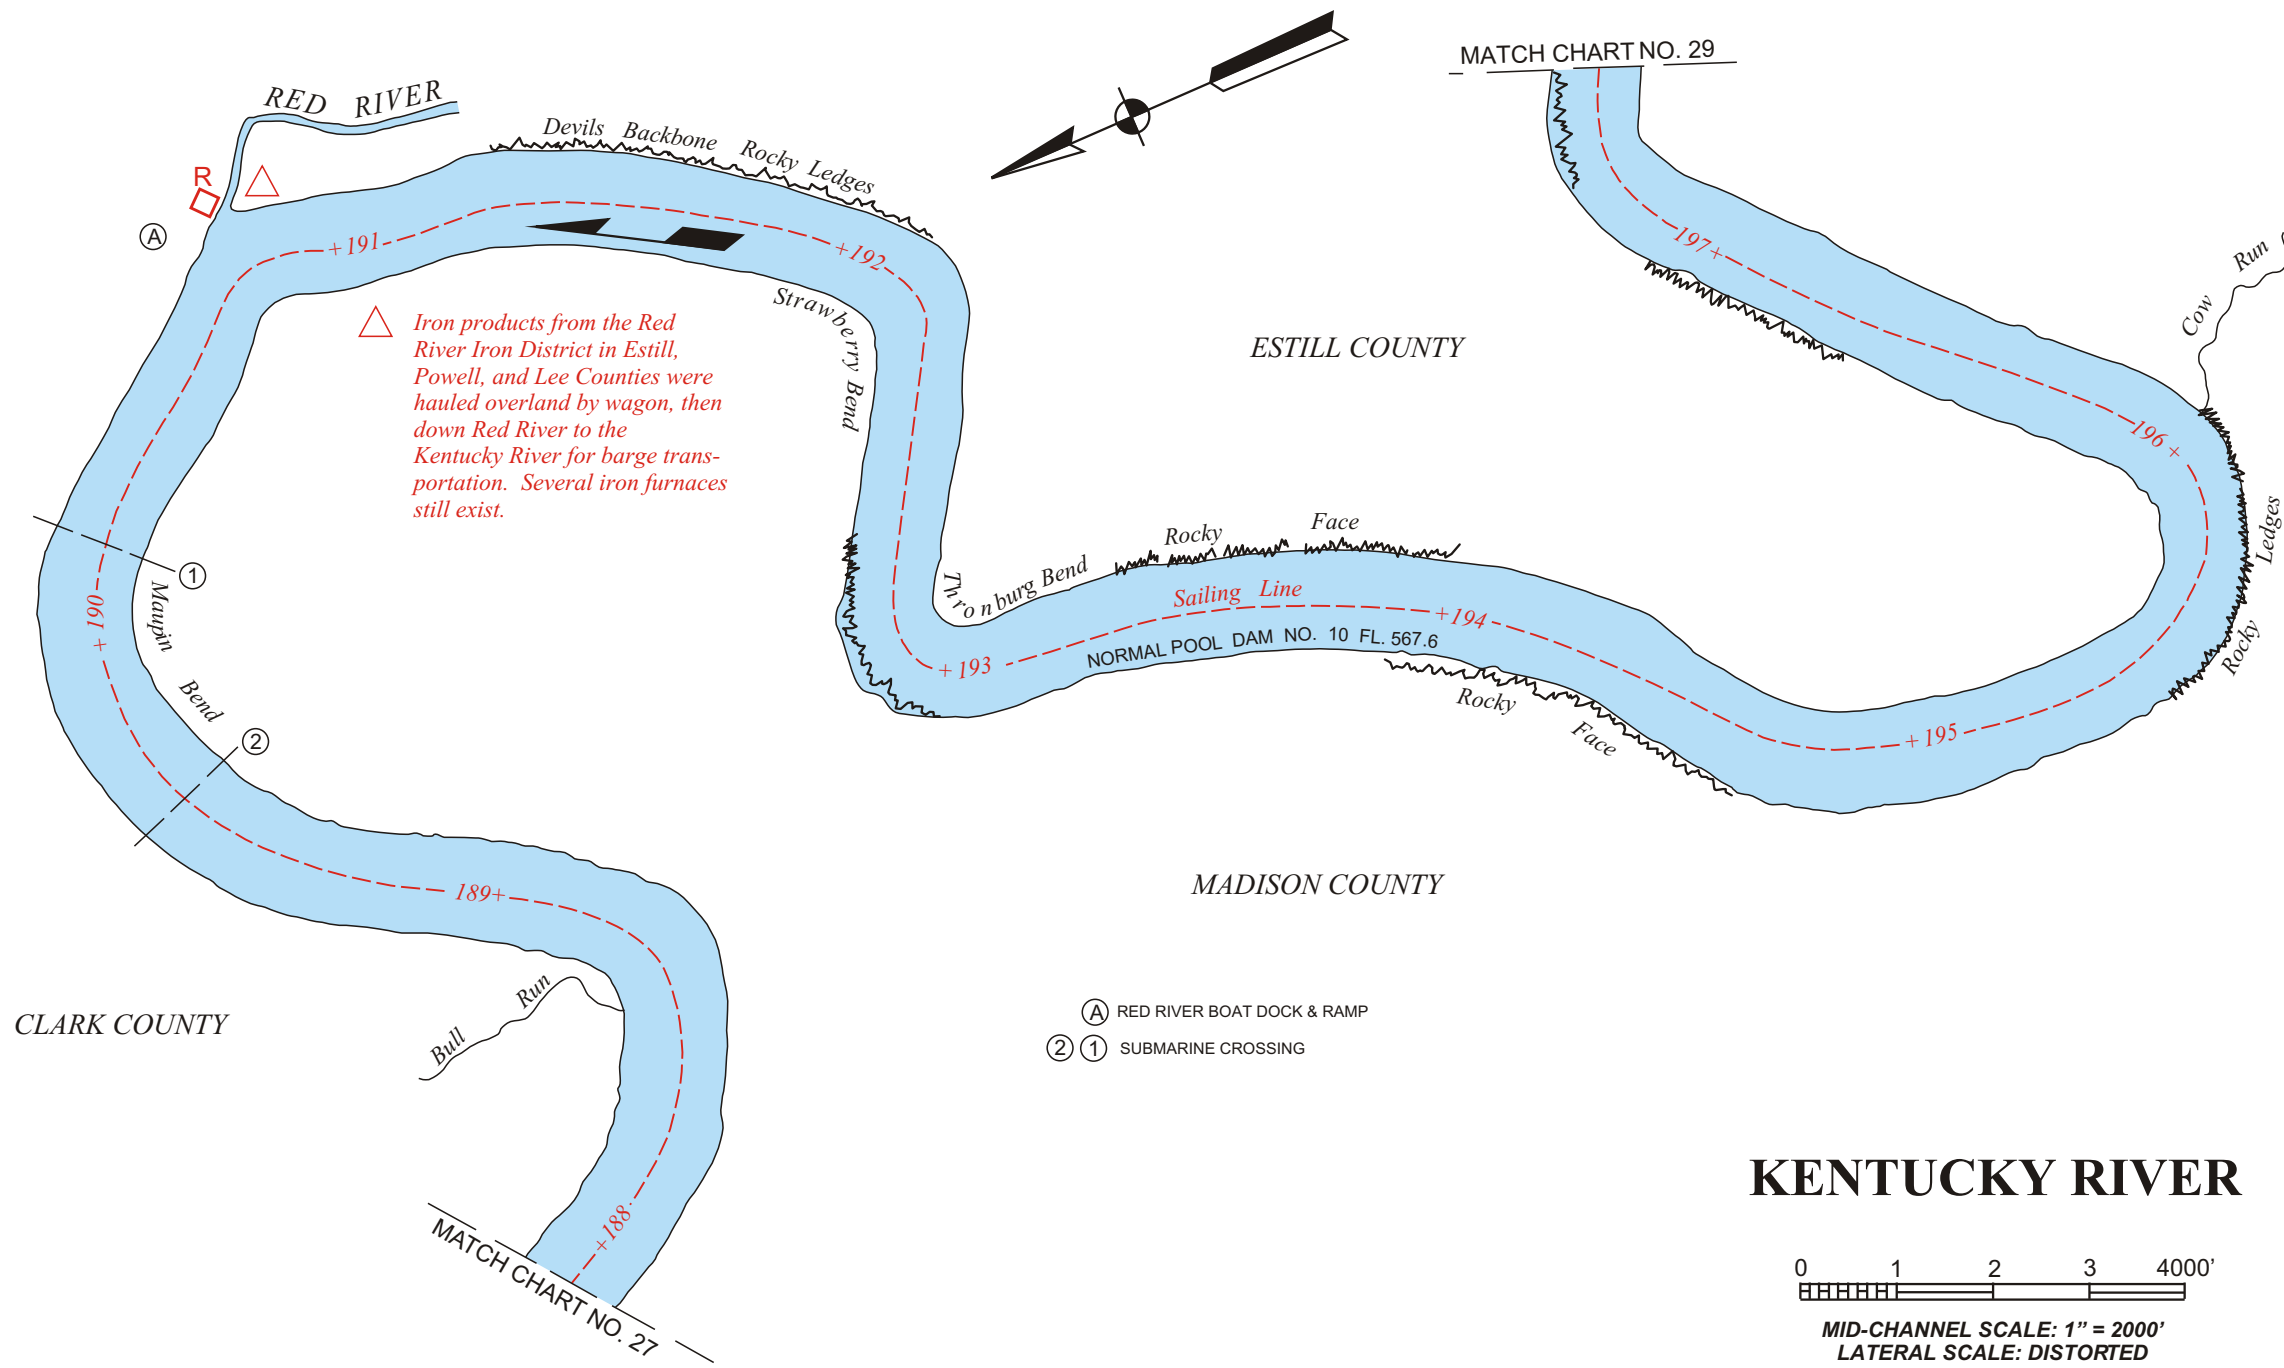 MATCH CHART NO. 29
RED RIVER
Devils Backbone Rocky Ledges
R
A
+191
+192
197+
Cow Run
Strawberry Bend
Iron products from the Red
River Iron District in Estill,
Powell, and Lee Counties were
hauled overland by wagon, then
down Red River to the
Kentucky River for barge trans-
portation. Several iron furnaces
still exist.
ESTILL COUNTY
196+
Rocky Ledges
Rocky Face
Thronburg Bend
Sailing Line
+194
NORMAL POOL DAM NO. 10 FL. 567.6
+193
Rocky Face
+195
1
+190
Maupin Bend
2
189+
MADISON COUNTY
Bull Run
CLARK COUNTY
A RED RIVER BOAT DOCK & RAMP
2 1 SUBMARINE CROSSING
+188
MATCH CHART NO. 27
KENTUCKY RIVER
0 1 2 3 4000'
MID-CHANNEL SCALE: 1" = 2000'
LATERAL SCALE: DISTORTED